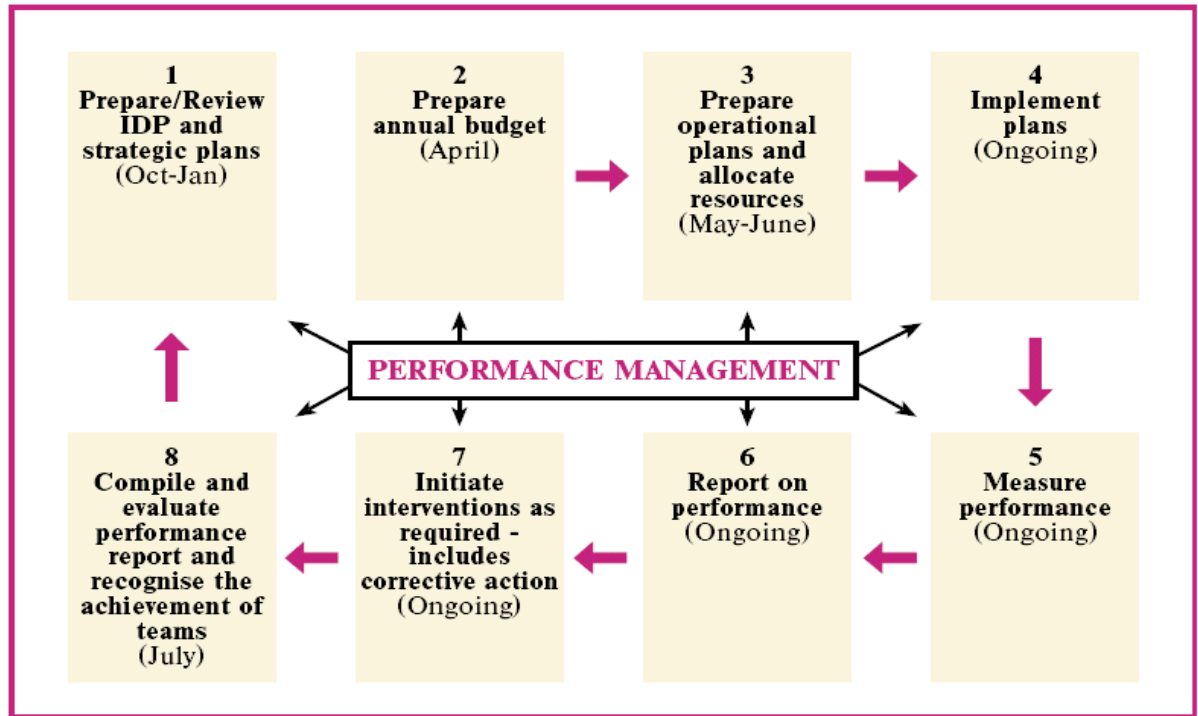 1
Prepare/Review
IDP and
strategic plans
(Oct-Jan)
2
Prepare
annual budget
(April)
3
Prepare
operational
plans and
allocate
resources
(May-June)
4
Implement
plans
(Ongoing)
PERFORMANCE MANAGEMENT
8
Compile and
evaluate
performance
report and
recognise the
achievement of
teams
(July)
7
Initiate
interventions as
required -
includes
corrective action
(Ongoing)
6
Report on
performance
(Ongoing)
5
Measure
performance
(Ongoing)